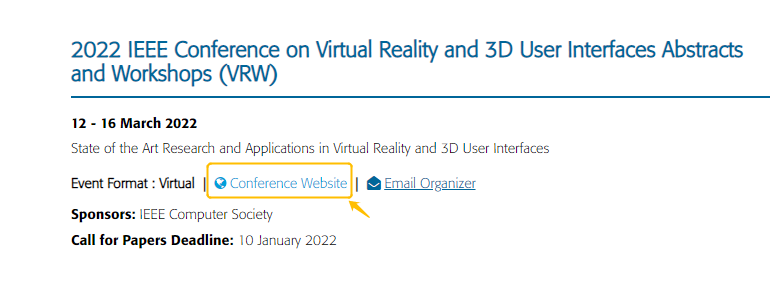 2022 IEEE Conference on Virtual Reality and 3D User Interfaces Abstracts
and Workshops (VRW)
12 - 16 March 2022
State of the Art Research and Applications in Virtual Reality and 3D User Interfaces
Event Format : Virtual | Conference Website | Email Organizer
Sponsors: IEEE Computer Society
Call for Papers Deadline: 10 January 2022